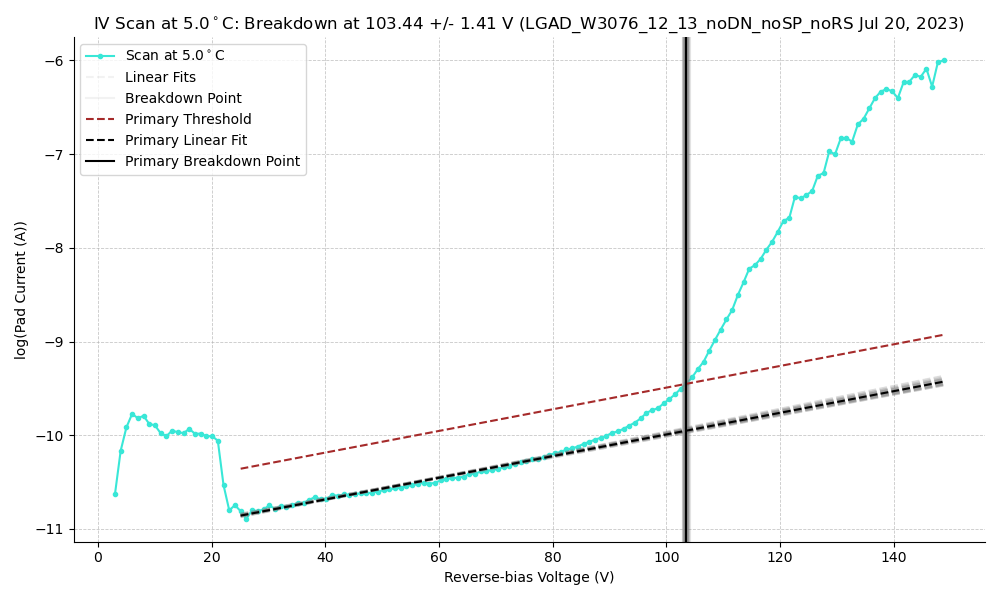 IV Scan at 5.0°C: Breakdown at 103.44 +/- 1.41 V (LGAD_W3076_12_13_noDN_noSP_noRS Jul 20, 2023)
Scan at 5.0°C
Linear Fits
Breakdown Point
Primary Threshold
Primary Linear Fit
Primary Breakdown Point
log(Pad Current (A))
−6
−7
−8
−9
−10
−11
0 20 40 60 80 100 120 140
Reverse-bias Voltage (V)